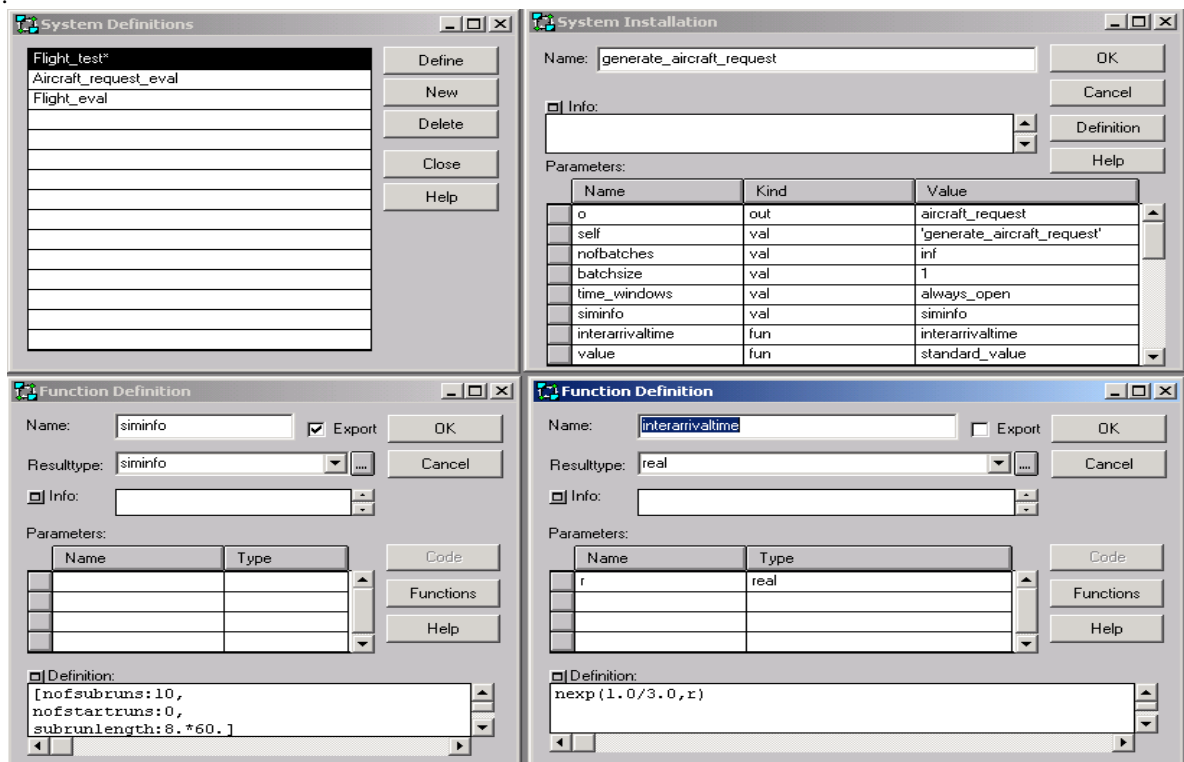 .
System Definitions
Flight_test*
Aircraft_request_eval
Flight_eval
Define
New
Delete
Close
Help
System Installation
Name: generate_aircraft_request
OK
Cancel
Info:
Definition
Help
Parameters:
Name Kind Value
o out aircraft_request
self val 'generate_aircraft_request'
nofbatches val inf
batchsize val 1
time_windows val always_open
siminfo val siminfo
interarrivaltime fun interarrivaltime
value fun standard_value
Function Definition
Name: siminfo Export OK
Resulttype: siminfo .... Cancel
Info:
Parameters:
Name Type
Code
Functions
Help
Definition:
[nofsubruns:10,
nofstartruns:0,
subrunlength:8.*60.]
Function Definition
Name: interarrivaltime Export OK
Resulttype: real .... Cancel
Info:
Parameters:
Name Type
r real
Code
Functions
Help
Definition:
nexp(1.0/3.0,r)